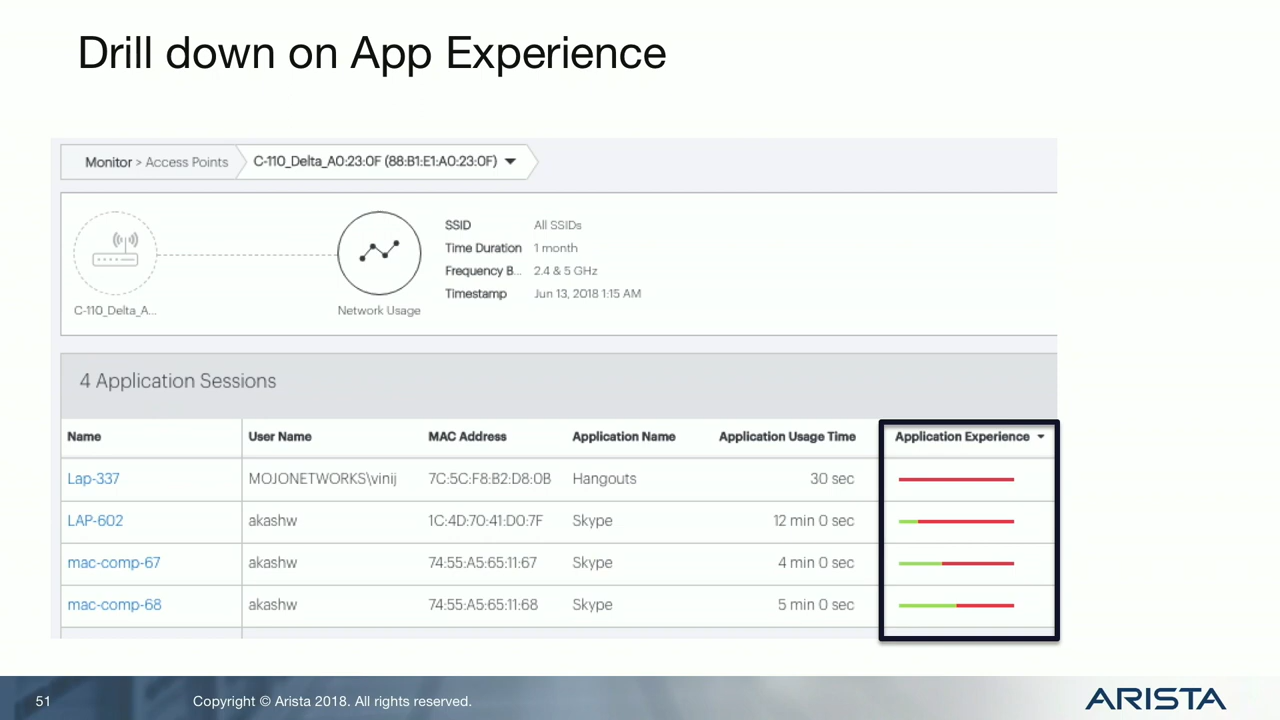 Drill down on App Experience
Monitor > Access Points C-110_Delta_A0:23:0F (88:B1:E1:A0:23:0F)
SSID All SSIDs
Time Duration 1 month
Frequency B... 2.4 & 5 GHz
Timestamp Jun 13, 2018 1:15 AM
C-110_Delta_A... Network Usage
4 Application Sessions
Name User Name MAC Address Application Name Application Usage Time Application Experience
Lap-337 MOJONETWORKS\vinij 7C:5C:F8:B2:D8:0B Hangouts 30 sec
LAP-602 akashw 1C:4D:70:41:D0:7F Skype 12 min 0 sec
mac-comp-67 akashw 74:55:A5:65:11:67 Skype 4 min 0 sec
mac-comp-68 akashw 74:55:A5:65:11:68 Skype 5 min 0 sec
51 Copyright © Arista 2018. All rights reserved. ARISTA